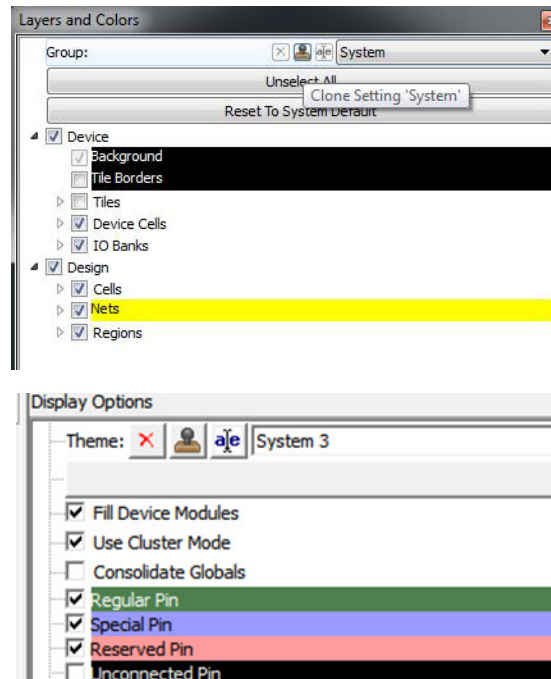 Layers and Colors
Group: System
Unselect All
Clone Setting 'System'
Reset To System Default
Device
Background
Tile Borders
Tiles
Device Cells
IO Banks
Design
Cells
Nets
Regions
Display Options
Theme: System 3
Fill Device Modules
Use Cluster Mode
Consolidate Globals
Regular Pin
Special Pin
Reserved Pin
Unconnected Pin